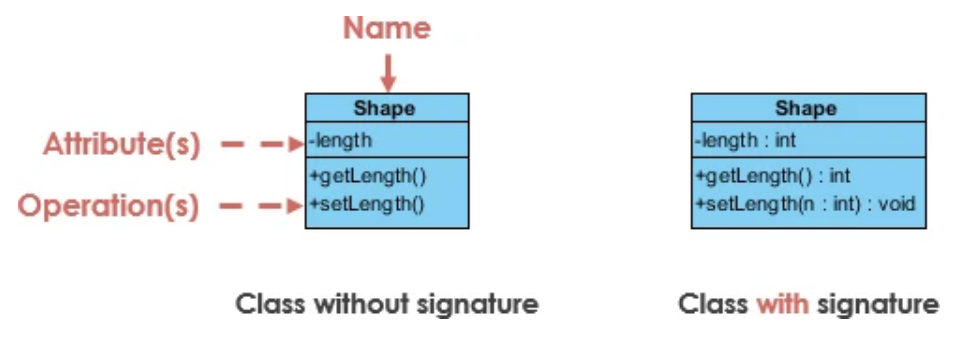 Name
Shape
Attribute(s)
-length
Operation(s)
+getLength()
+setLength()
Class without signature
Shape
-length : int
+getLength() : int
+setLength(n : int) : void
Class with signature